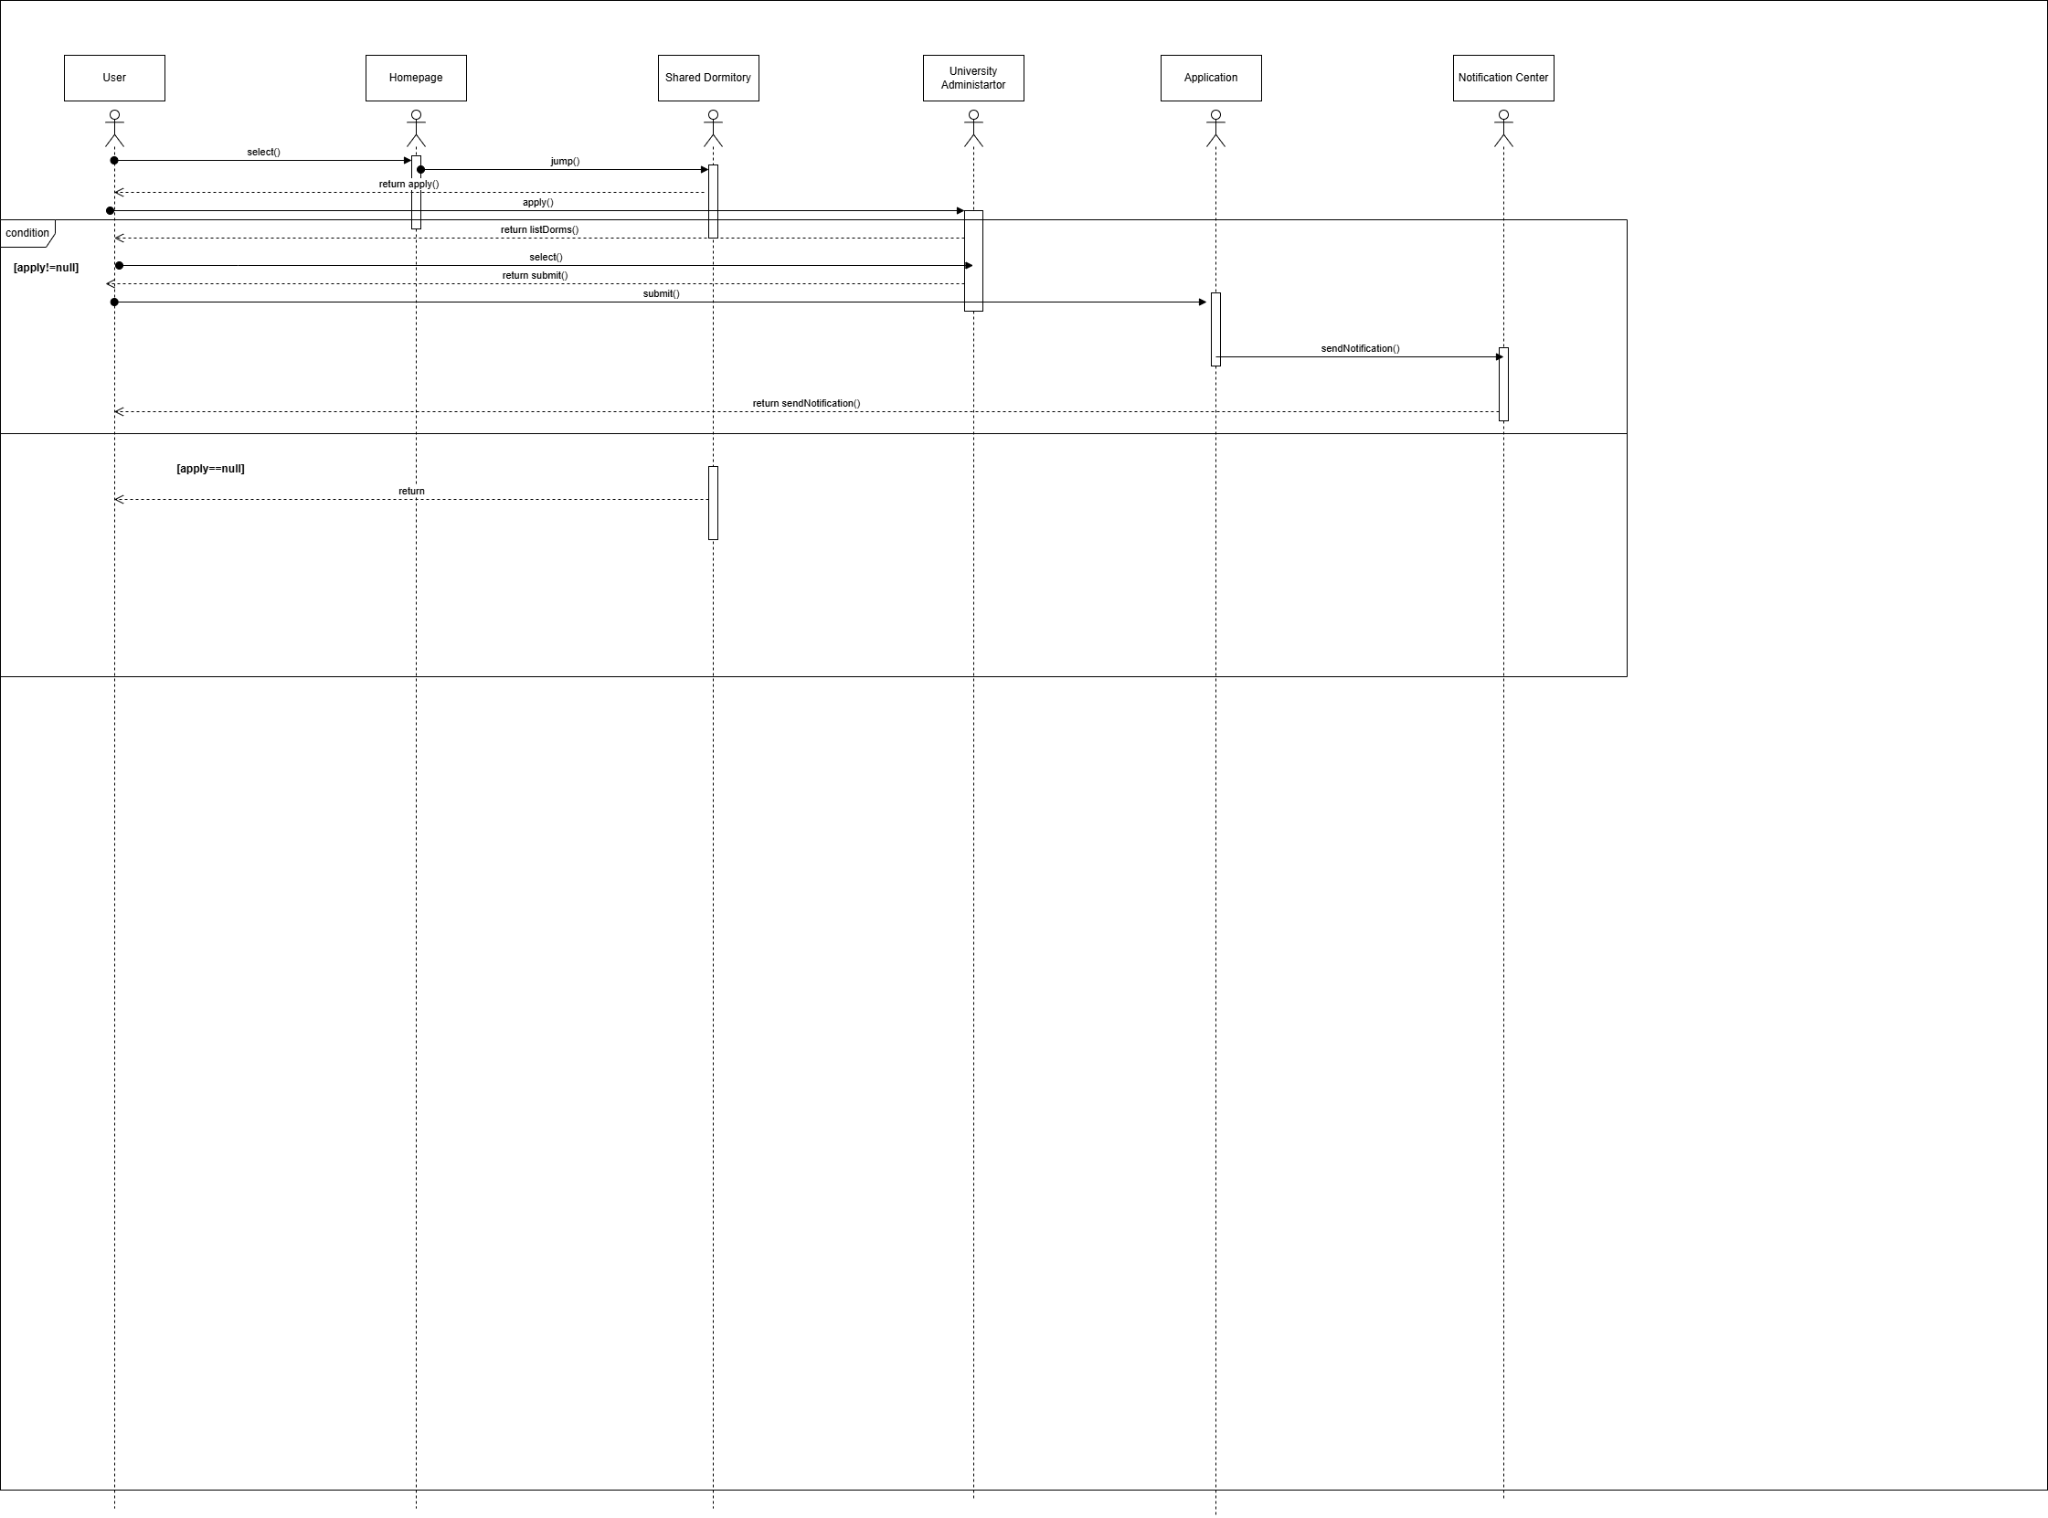 User
Homepage
Shared Dormitory
University
Administartor
Application
Notification Center
select()
jump()
return apply()
apply()
condition
return listDorms()
[apply!=null]
select()
return submit()
submit()
sendNotification()
return sendNotification()
[apply==null]
return